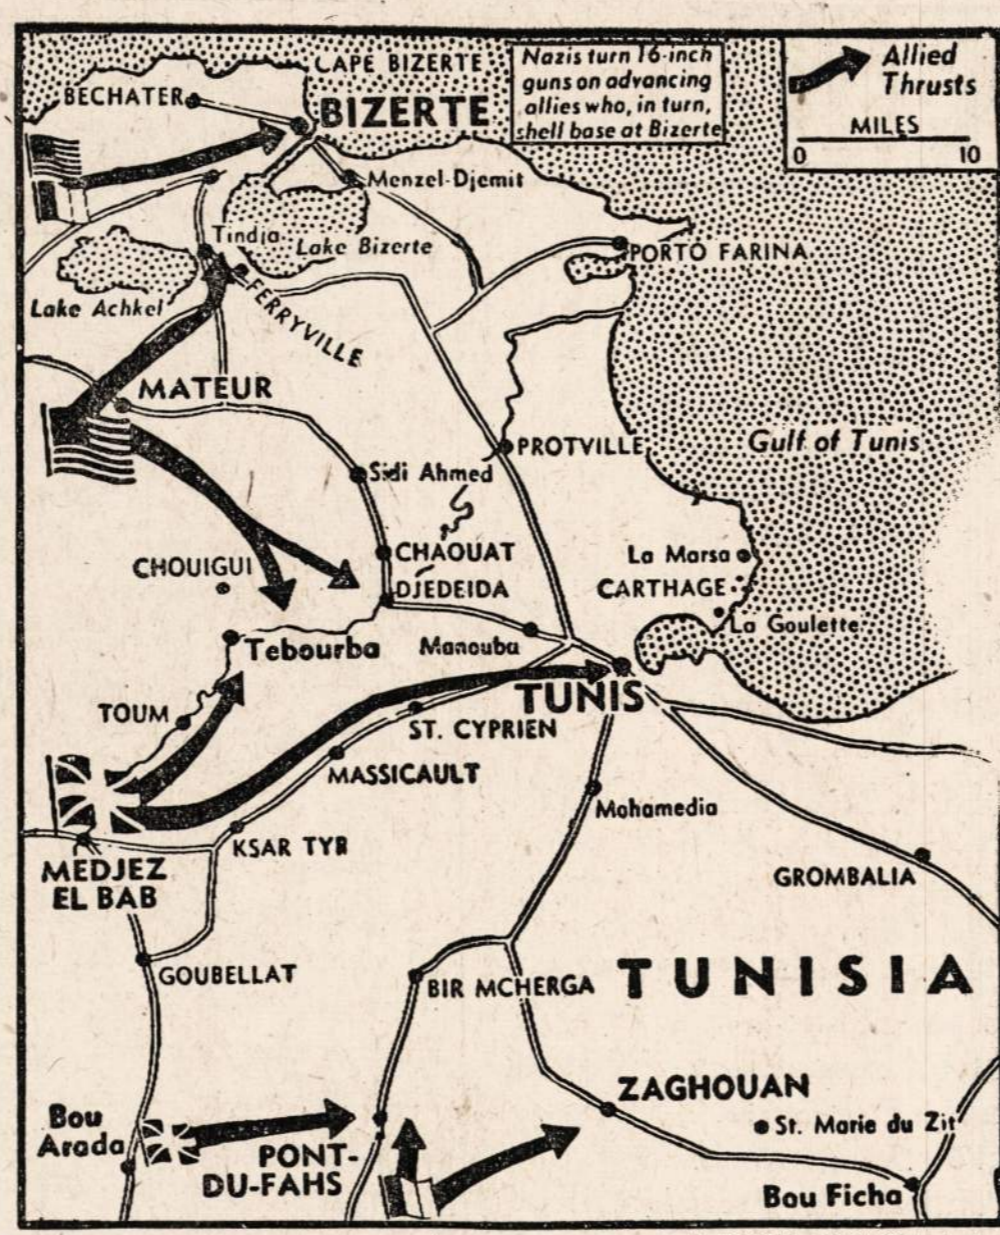 CAPE BIZERTE
Nazis turn 16-inch
guns on advancing
allies who, in turn,
shell base at Bizerte
Allied
Thrusts
MILES
0 10
BECHATER
BIZERTE
Menzel-Djemit
Tindja
Lake Bizerte
PORTO FARINA
Lake Achkel
FERRYVILLE
MATEUR
PROTVILLE
Gulf of Tunis
Sidi Ahmed
CHAOUAT
La Marsa
CHOUIGUI
DJEDEIDA
CARTHAGE
La Goulette
Tebourba
Manouba
TUNIS
TOUM
ST. CYPRIEN
MASSICAULT
Mohamedia
KSAR TYR
MEDJEZ
EL BAB
GROMBALIA
GOUBELLAT
BIR MCHERGA
TUNISIA
ZAGHOUAN
Bou
Arada
St. Marie du Zit
PONT-
DU-FAHS
Bou Ficha